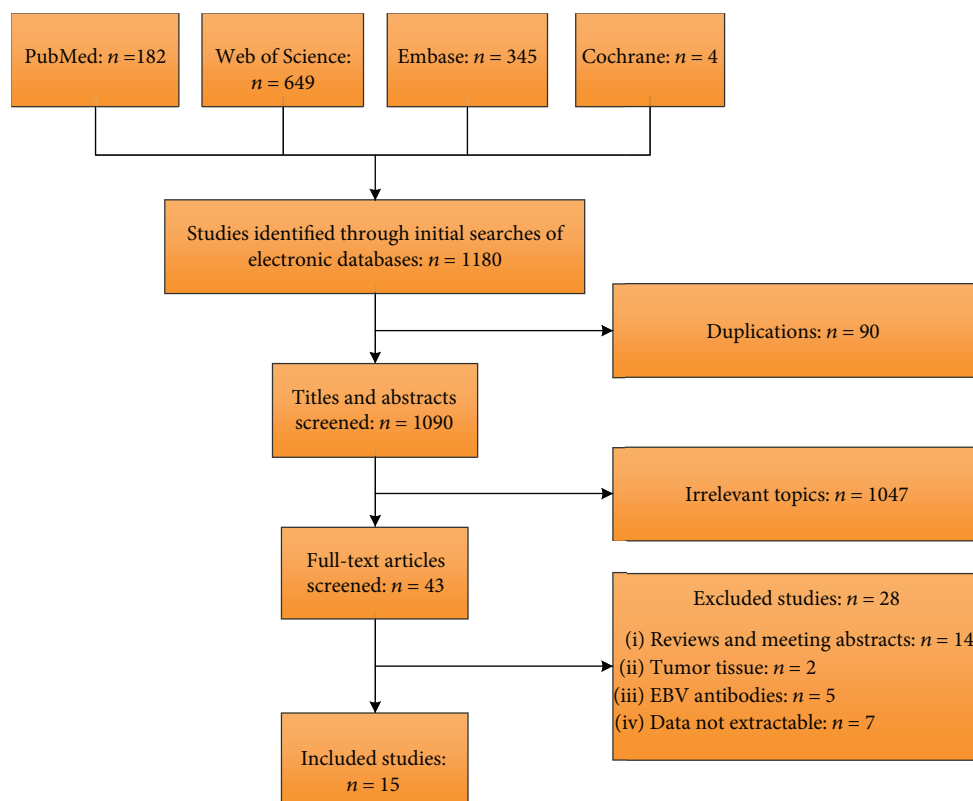 PubMed: n =182
Web of Science:
n = 649
Embase: n = 345
Cochrane: n = 4
Studies identified through initial searches of
electronic databases: n = 1180
Duplications: n = 90
Titles and abstracts
screened: n = 1090
Irrelevant topics: n = 1047
Full-text articles
screened: n = 43
Excluded studies: n = 28
(i) Reviews and meeting abstracts: n = 14
(ii) Tumor tissue: n = 2
(iii) EBV antibodies: n = 5
(iv) Data not extractable: n = 7
Included studies:
n = 15